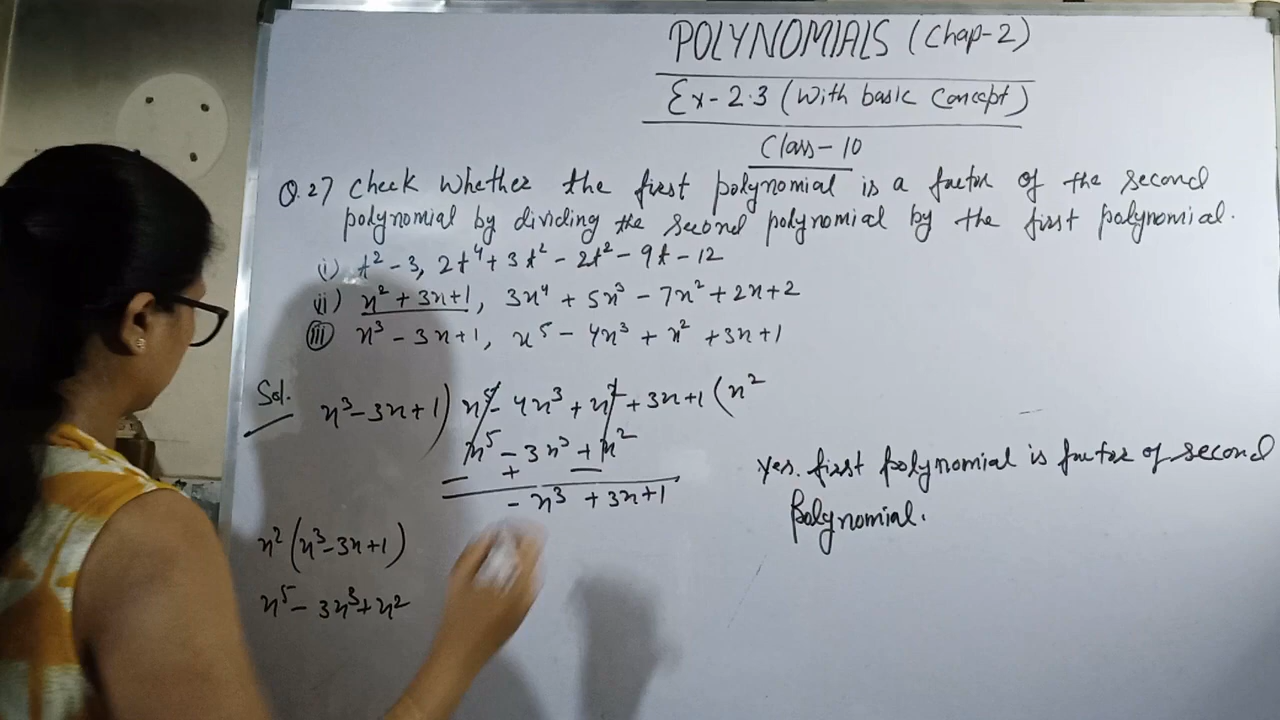 POLYNOMIALS (Chap-2)
Ex-2.3 (With basic Concept)
Class-10
Q.27 Check Whether the first polynomial is a factor of the second
polynomial by dividing the second polynomial by the first polynomial.
(i) t² - 3, 2t⁴ + 3t² - 2t² - 9t - 12
ii) x² + 3x + 1, 3x⁴ + 5x³ - 7x² + 2x + 2
(iii) x³ - 3x + 1, x⁵ - 4x³ + x² + 3x + 1
Sol. x³ - 3x + 1) x⁵ - 4x³ + x² + 3x + 1 (x²
x⁵ - 3x³ + x²
- + -
- x³ + 3x + 1
x² (x³ - 3x + 1)
x⁵ - 3x³ + x²
Yes. first polynomial is factor of second
polynomial.